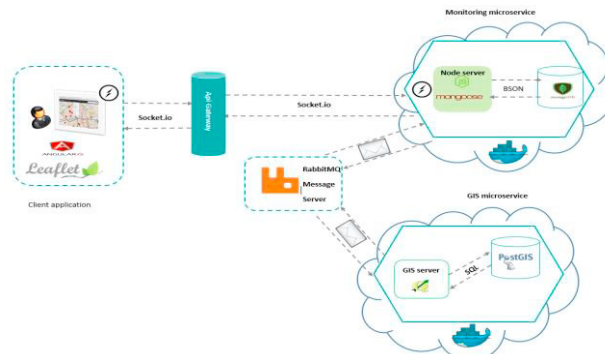 Monitoring microservice
Node server
mongoose
BSON
Socket.io
Api Gateway
Socket.io
ANGULARJS
Leaflet
Client application
RabbitMQ
Message
Server
GIS microservice
GIS server
SQL
PostGIS